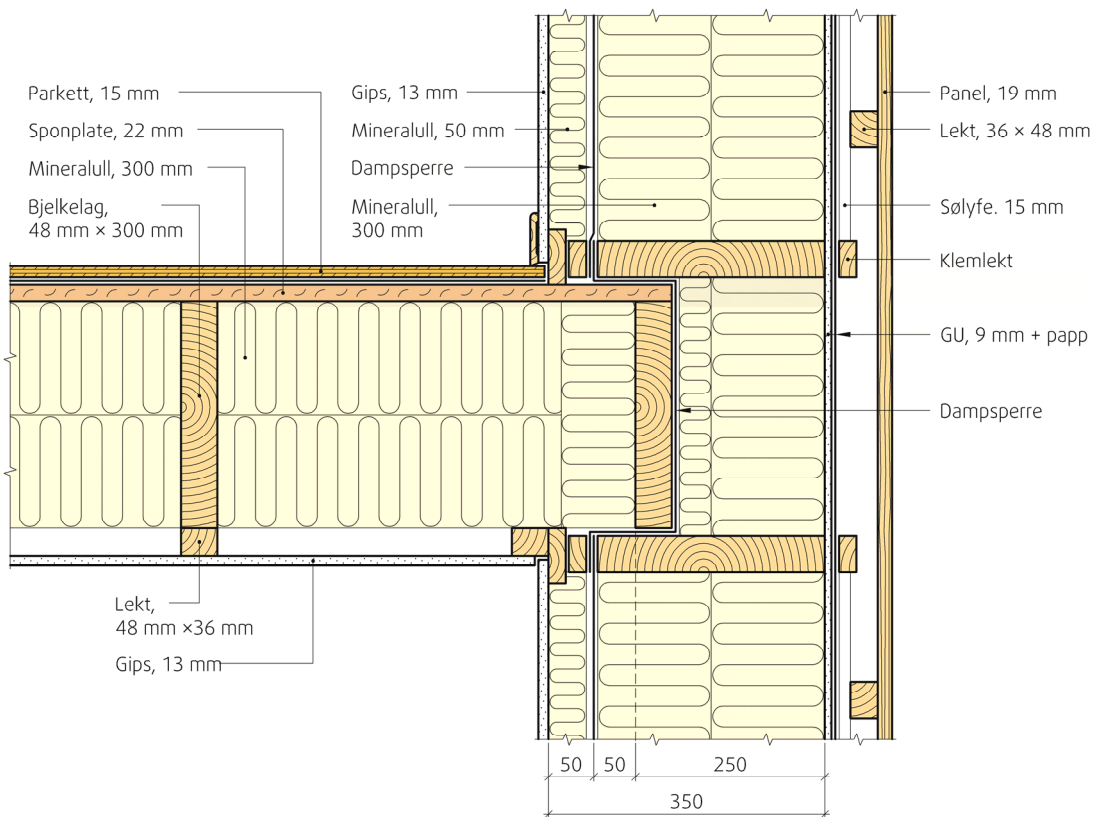 Parkett, 15 mm
Sponplate, 22 mm
Mineralull, 300 mm
Bjelkelag,
48 mm × 300 mm
Gips, 13 mm
Mineralull, 50 mm
Dampsperre
Mineralull,
300 mm
Panel, 19 mm
Lekt, 36 × 48 mm
Sølyfe. 15 mm
Klemlekt
GU, 9 mm + papp
Dampsperre
Lekt,
48 mm ×36 mm
Gips, 13 mm
50 50 250
350